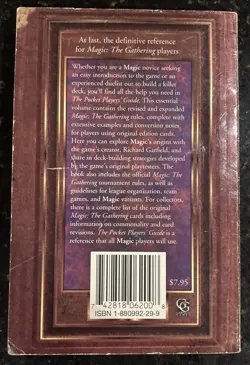 At last, the definitive reference
for Magic: The Gathering players
Whether you are a Magic novice seeking
an easy introduction to the game or an
experienced duelist out to build a killer
deck, you'll find all the help you need in
The Pocket Players' Guide. This essential
volume contains the revised and expanded
Magic: The Gathering rules, complete with
extensive examples and conversion notes
for players using original edition cards.
Here you can explore Magic's origins with
the game's creator, Richard Garfield, and
share in deck-building strategies developed
by the game's original playtesters. The
book also includes the official Magic: The
Gathering tournament rules, as well as
guidelines for league organization, team
games, and variant Magic. For collectors,
there is a complete list of the original
Magic: The Gathering cards including
information on commonality and card
revisions. The Pocket Players' Guide is a
reference that all Magic players will use.
$7.95
7 42818 06200 8
ISBN 1-880992-29-9